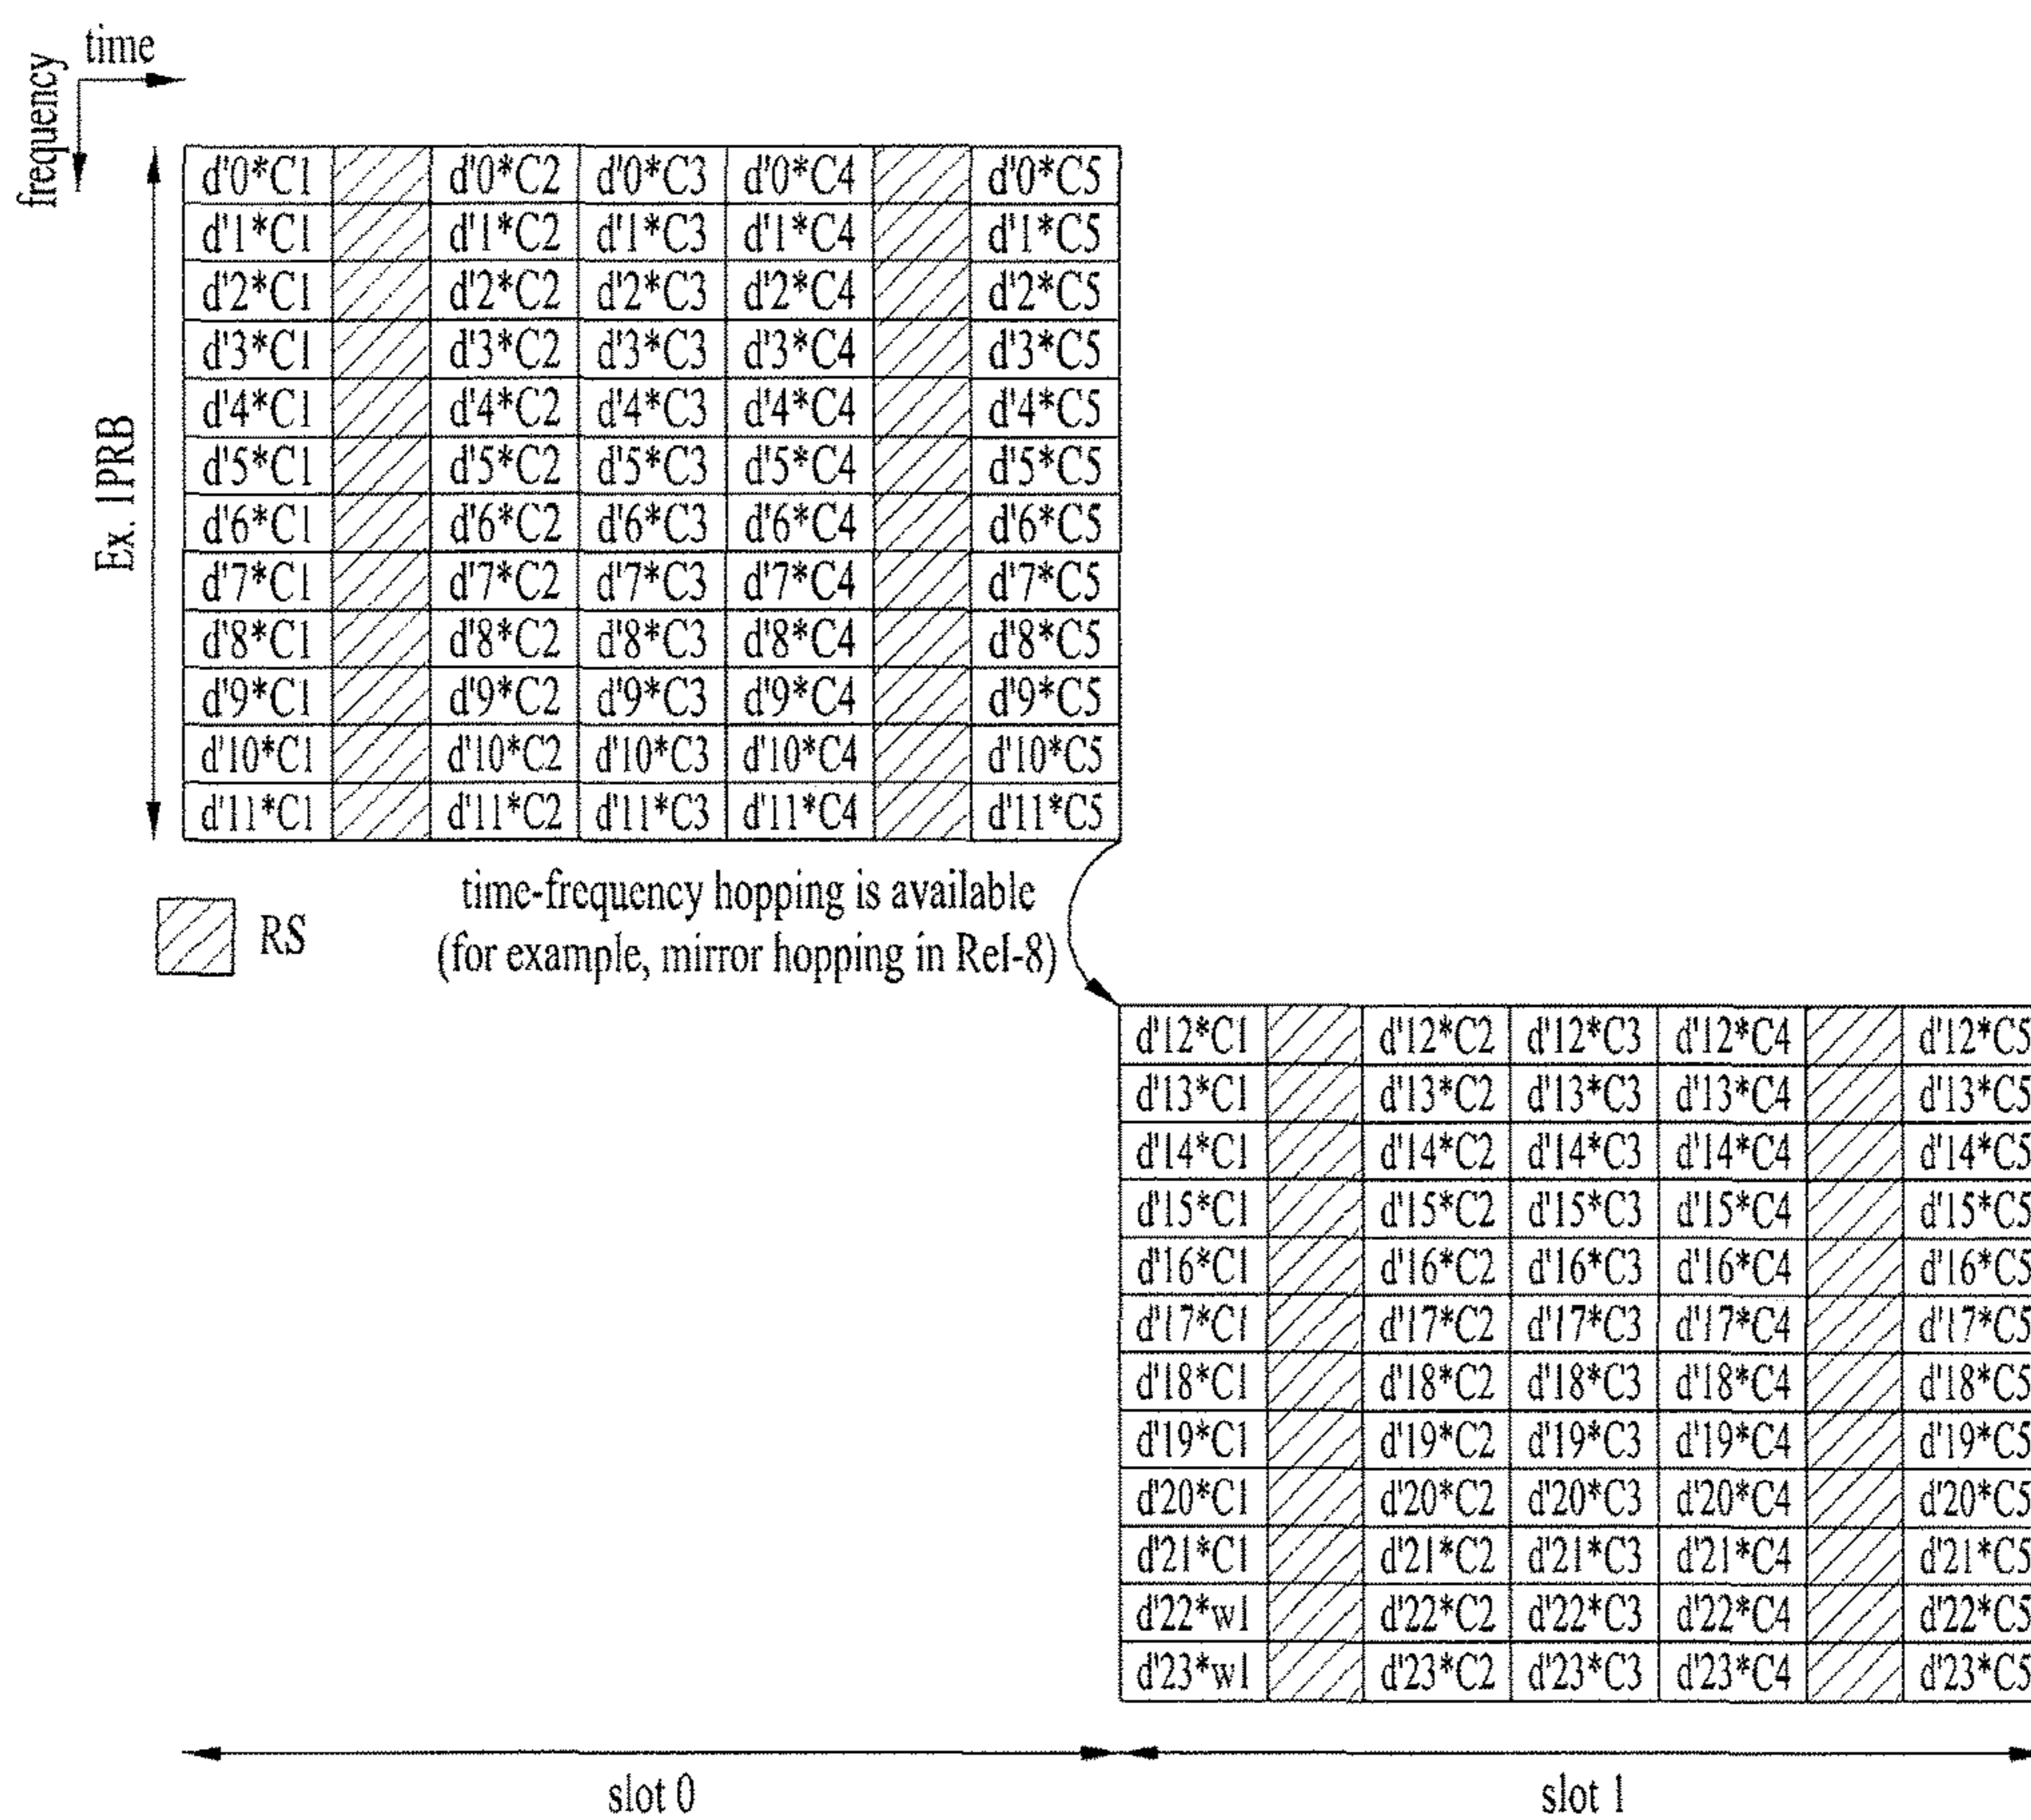 time
frequency
Ex. 1PRB
d'0*C1 d'0*C2 d'0*C3 d'0*C4 d'0*C5
d'1*C1 d'1*C2 d'1*C3 d'1*C4 d'1*C5
d'2*C1 d'2*C2 d'2*C3 d'2*C4 d'2*C5
d'3*C1 d'3*C2 d'3*C3 d'3*C4 d'3*C5
d'4*C1 d'4*C2 d'4*C3 d'4*C4 d'4*C5
d'5*C1 d'5*C2 d'5*C3 d'5*C4 d'5*C5
d'6*C1 d'6*C2 d'6*C3 d'6*C4 d'6*C5
d'7*C1 d'7*C2 d'7*C3 d'7*C4 d'7*C5
d'8*C1 d'8*C2 d'8*C3 d'8*C4 d'8*C5
d'9*C1 d'9*C2 d'9*C3 d'9*C4 d'9*C5
d'10*C1 d'10*C2 d'10*C3 d'10*C4 d'10*C5
d'11*C1 d'11*C2 d'11*C3 d'11*C4 d'11*C5
RS
time-frequency hopping is available
(for example, mirror hopping in Rel-8)
d'12*C1 d'12*C2 d'12*C3 d'12*C4 d'12*C5
d'13*C1 d'13*C2 d'13*C3 d'13*C4 d'13*C5
d'14*C1 d'14*C2 d'14*C3 d'14*C4 d'14*C5
d'15*C1 d'15*C2 d'15*C3 d'15*C4 d'15*C5
d'16*C1 d'16*C2 d'16*C3 d'16*C4 d'16*C5
d'17*C1 d'17*C2 d'17*C3 d'17*C4 d'17*C5
d'18*C1 d'18*C2 d'18*C3 d'18*C4 d'18*C5
d'19*C1 d'19*C2 d'19*C3 d'19*C4 d'19*C5
d'20*C1 d'20*C2 d'20*C3 d'20*C4 d'20*C5
d'21*C1 d'21*C2 d'21*C3 d'21*C4 d'21*C5
d'22*w1 d'22*C2 d'22*C3 d'22*C4 d'22*C5
d'23*w1 d'23*C2 d'23*C3 d'23*C4 d'23*C5
slot 0
slot 1